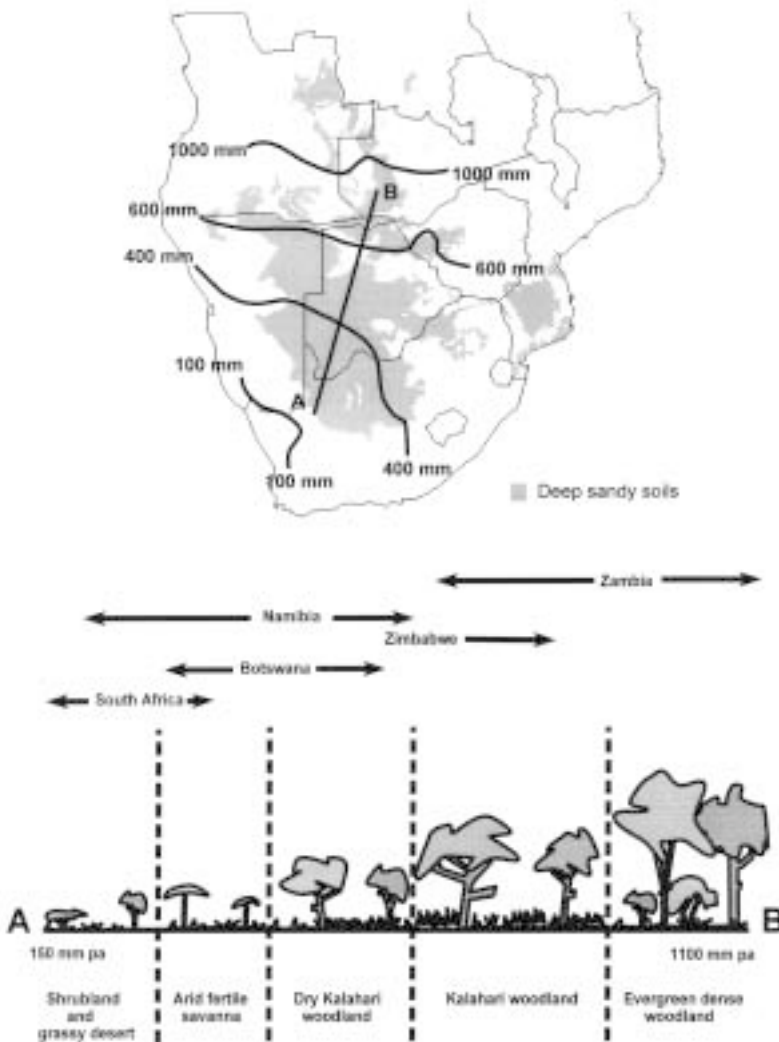 1000 mm
1000 mm
B
600 mm
600 mm
400 mm
100 mm
A
400 mm
100 mm
Deep sandy soils
Zambia
Namibia
Zimbabwe
Botswana
South Africa
A
B
150 mm pa
1100 mm pa
Shrubland
and
grassy desert
Arid fertile
savanna
Dry Kalahari
woodland
Kalahari woodland
Evergreen dense
woodland